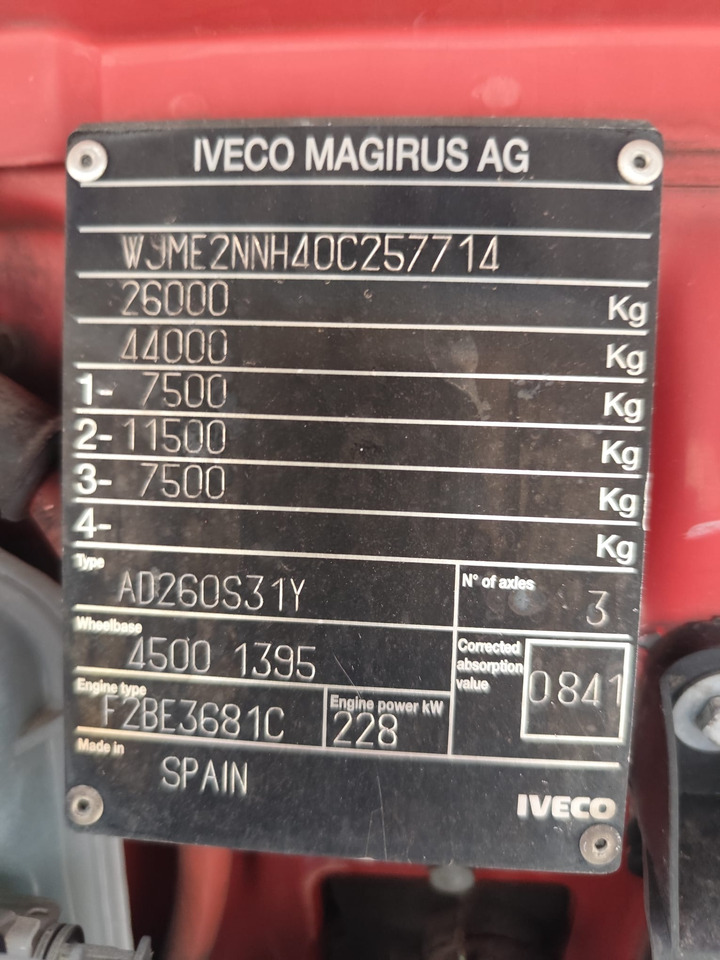 IVECO MAGIRUS AG
WJME2NNH40C257714
26000 Kg
44000 Kg
1- 7500 Kg
2- 11500 Kg
3- 7500 Kg
4- Kg
Type
AD260S31Y
N° of axles
3
Wheelbase
4500 1395
Corrected
absorption
value
0841
Engine type
F2BE3681C
Engine power kW
228
Made in
SPAIN
IVECO